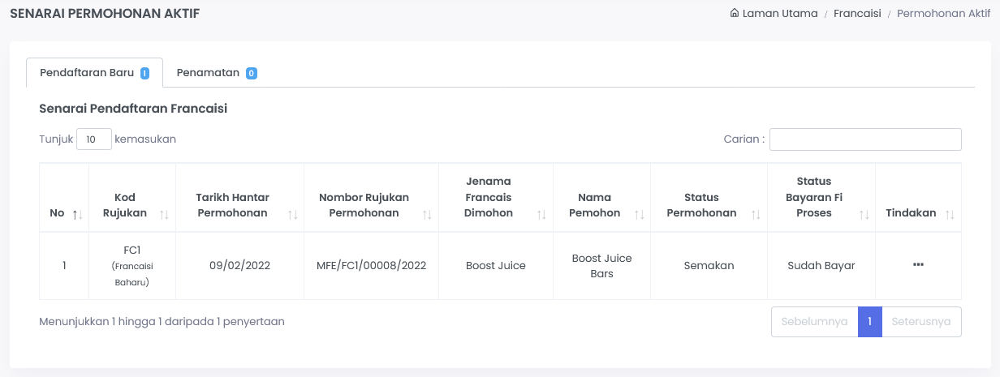 SENARAI PERMOHONAN AKTIF
Laman Utama / Francaisi / Permohonan Aktif
Pendaftaran Baru 1 Penamatan 0
Senarai Pendaftaran Francaisi
Tunjuk 10 kemasukan
Carian :
No
Kod
Rujukan
Tarikh Hantar
Permohonan
Nombor Rujukan
Permohonan
Jenama
Francais
Dimohon
Nama
Pemohon
Status
Permohonan
Status
Bayaran Fi
Proses
Tindakan
1
FC1
(Francaisi
Baharu)
09/02/2022
MFE/FC1/00008/2022
Boost Juice
Boost Juice
Bars
Semakan
Sudah Bayar
Menunjukkan 1 hingga 1 daripada 1 penyertaan
Sebelumnya 1 Seterusnya